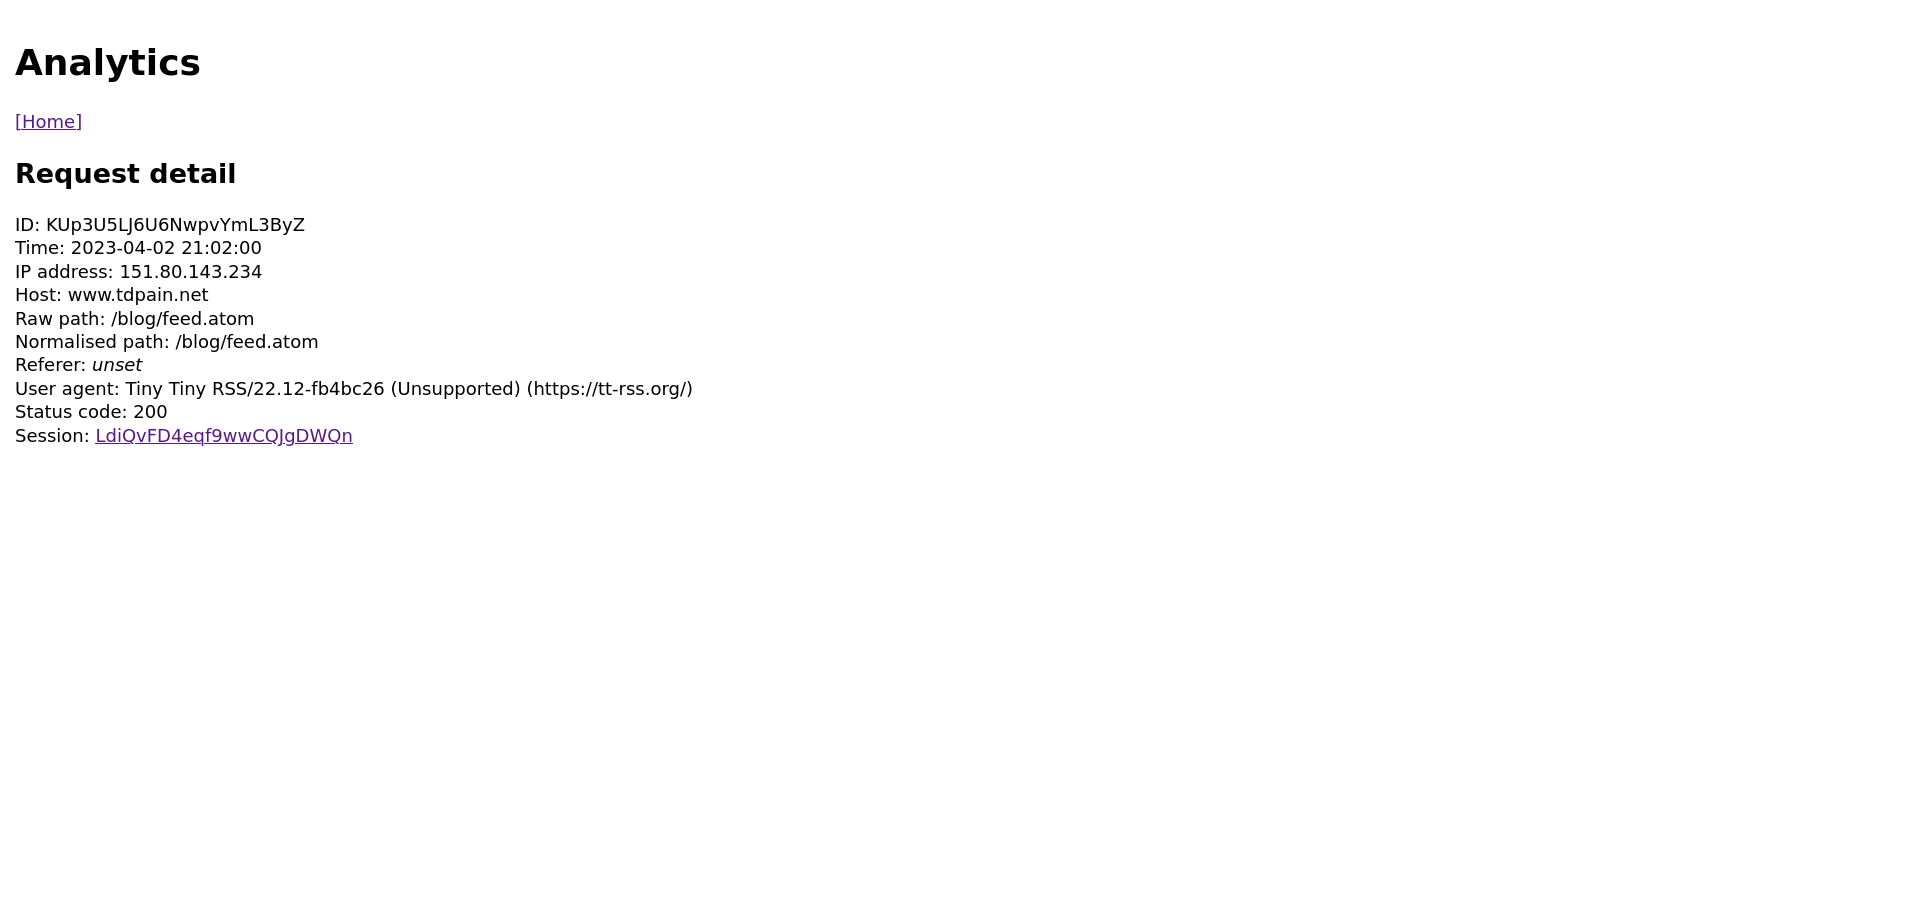 Analytics
[Home]
Request detail
ID: KUp3U5LJ6U6NwpvYmL3ByZ
Time: 2023-04-02 21:02:00
IP address: 151.80.143.234
Host: www.tdpain.net
Raw path: /blog/feed.atom
Normalised path: /blog/feed.atom
Referer: unset
User agent: Tiny Tiny RSS/22.12-fb4bc26 (Unsupported) (https://tt-rss.org/)
Status code: 200
Session: LdiQvFD4eqf9wwCQJgDWQn